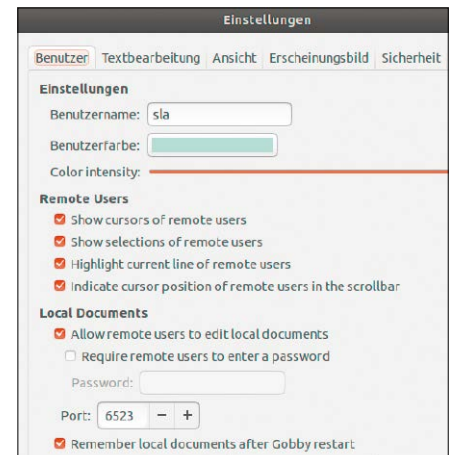 Einstellungen
Benutzer Textbearbeitung Ansicht Erscheinungsbild Sicherheit
Einstellungen
Benutzername: sla
Benutzerfarbe:
Color intensity:
Remote Users
Show cursors of remote users
Show selections of remote users
Highlight current line of remote users
Indicate cursor position of remote users in the scrollbar
Local Documents
Allow remote users to edit local documents
Require remote users to enter a password
Password:
Port: 6523 − +
Remember local documents after Gobby restart